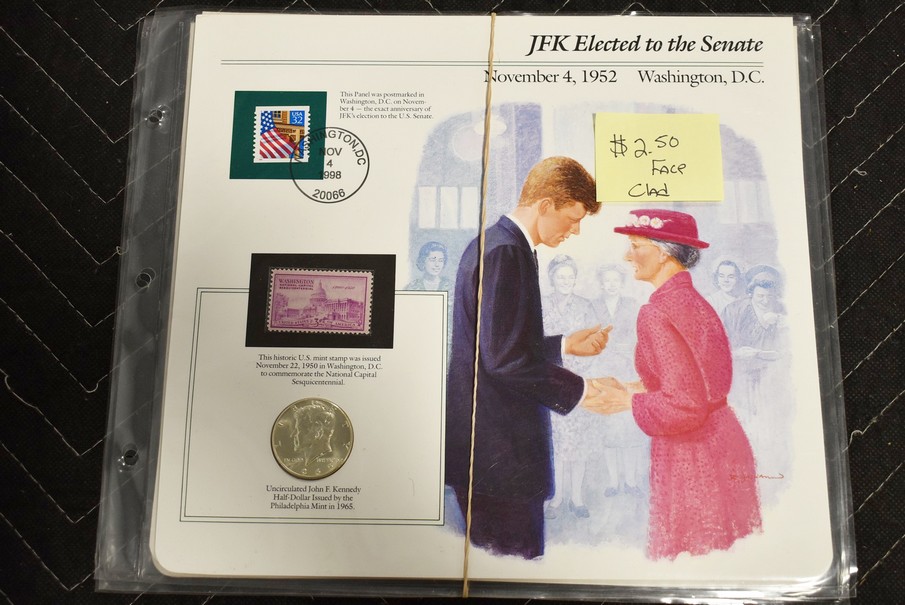 JFK Elected to the Senate
November 4, 1952 Washington, D.C.
This Panel was postmarked in
Washington, D.C. on Novem-
ber 4 — the exact anniversary of
JFK's election to the U.S. Senate.
USA
32
WASHINGTON, DC
NOV
4
1998
20066
$2.50
Face
Clad
WASHINGTON
NATIONAL CAPITAL
SESQUICENTENNIAL
This historic U.S. mint stamp was issued
November 22, 1950 in Washington, D.C.
to commemorate the National Capital
Sesquicentennial.
Uncirculated John F. Kennedy
Half-Dollar Issued by the
Philadelphia Mint in 1965.